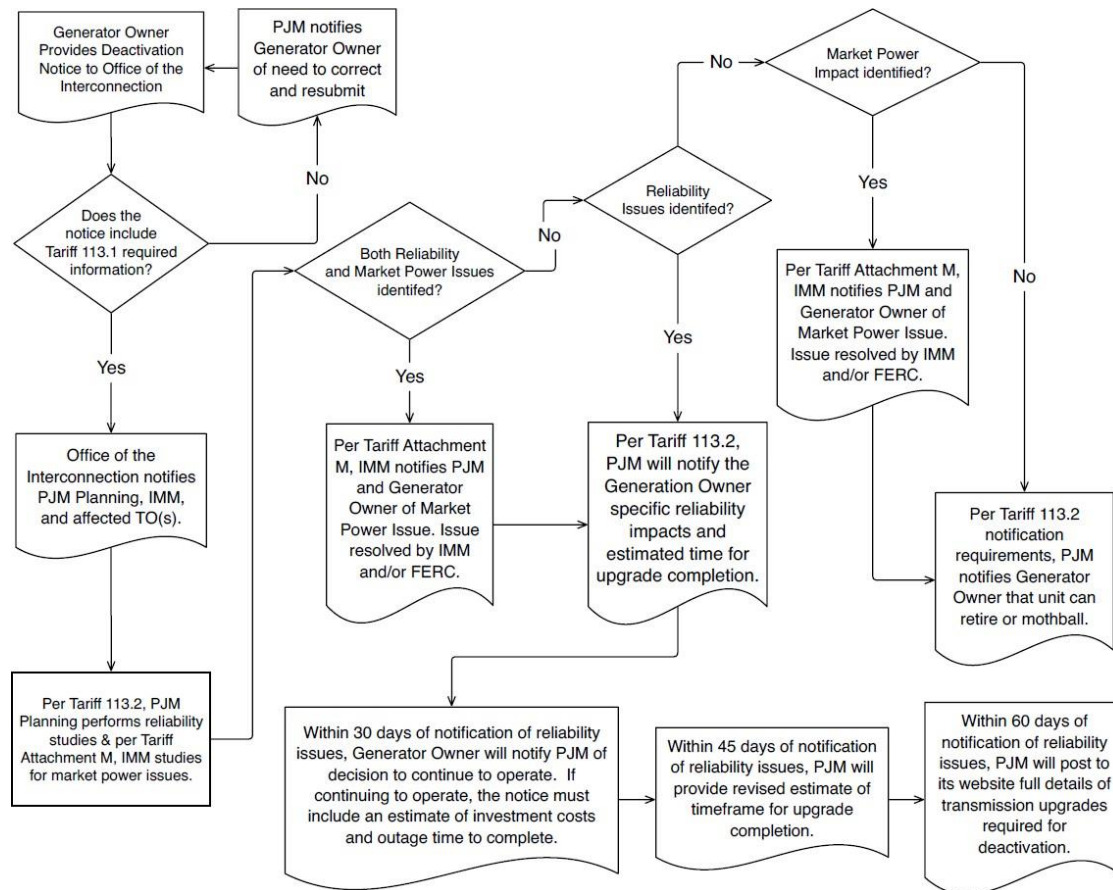 Generator Owner
Provides Deactivation
Notice to Office of the
Interconnection
PJM notifies
Generator Owner
of need to correct
and resubmit
No
Does the
notice include
Tariff 113.1 required
information?
Yes
Office of the
Interconnection notifies
PJM Planning, IMM,
and affected TO(s).
Per Tariff 113.2, PJM
Planning performs reliability
studies & per Tariff
Attachment M, IMM studies
for market power issues.
Both Reliability
and Market Power Issues
identifed?
No
Yes
Per Tariff Attachment
M, IMM notifies PJM
and Generator
Owner of Market
Power Issue. Issue
resolved by IMM
and/or FERC.
Reliability
Issues identifed?
No
Yes
Per Tariff 113.2,
PJM will notify the
Generation Owner
specific reliability
impacts and
estimated time for
upgrade completion.
Market Power
Impact identified?
Yes
No
Per Tariff Attachment M,
IMM notifies PJM and
Generator Owner of
Market Power Issue.
Issue resolved by IMM
and/or FERC.
Per Tariff 113.2
notification
requirements, PJM
notifies Generator
Owner that unit can
retire or mothball.
Within 30 days of notification of reliability
issues, Generator Owner will notify PJM of
decision to continue to operate. If
continuing to operate, the notice must
include an estimate of investment costs
and outage time to complete.
Within 45 days of notification
of reliability issues, PJM will
provide revised estimate of
timeframe for upgrade
completion.
Within 60 days of
notification of reliability
issues, PJM will post to
its website full details of
transmission upgrades
required for
deactivation.